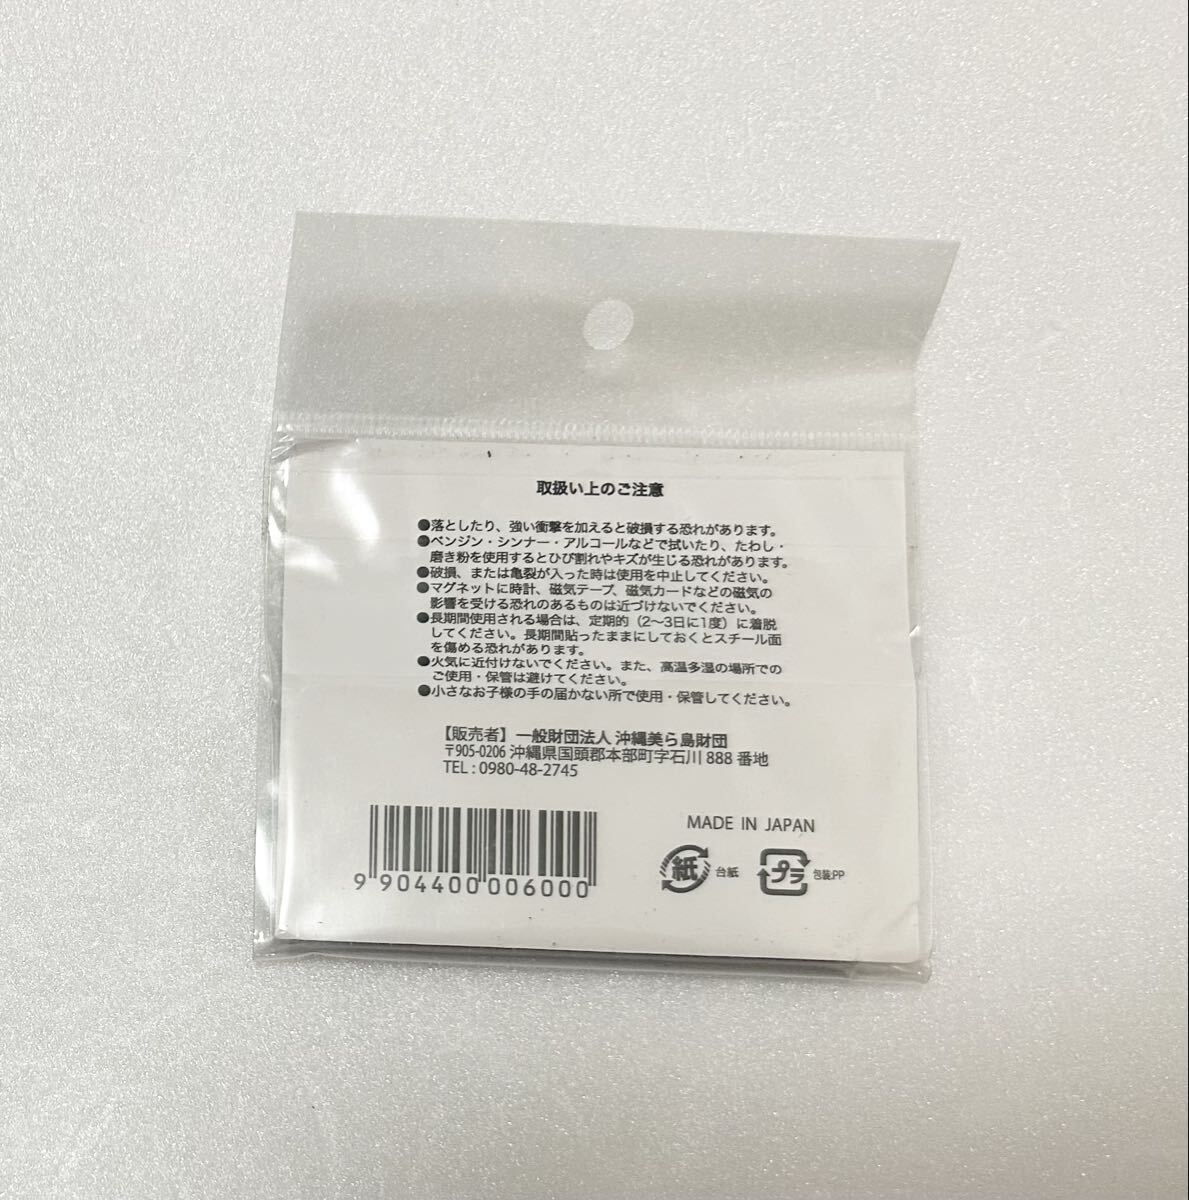 取扱い上のご注意
●落としたり、強い衝撃を加えると破損する恐れがあります。
●ベンジン・シンナー・アルコールなどで拭いたり、たわし・
磨き粉を使用するとひび割れやキズが生じる恐れがあります。
●破損、または亀裂が入った時は使用を中止してください。
●マグネットに時計、磁気テープ、磁気カードなどの磁気の
影響を受ける恐れのあるものは近づけないでください。
●長期間使用される場合は、定期的（2〜3日に1度）に着脱
してください。長期間貼ったままにしておくとスチール面
を傷める恐れがあります。
●火気に近付けないでください。また、高温多湿の場所での
ご使用・保管は避けてください。
●小さなお子様の手の届かない所で使用・保管してください。
【販売者】一般財団法人 沖縄美ら島財団
〒905-0206 沖縄県国頭郡本部町字石川 888 番地
TEL : 0980-48-2745
MADE IN JAPAN
紙 台紙 プラ 包装:PP
9 904400 006000